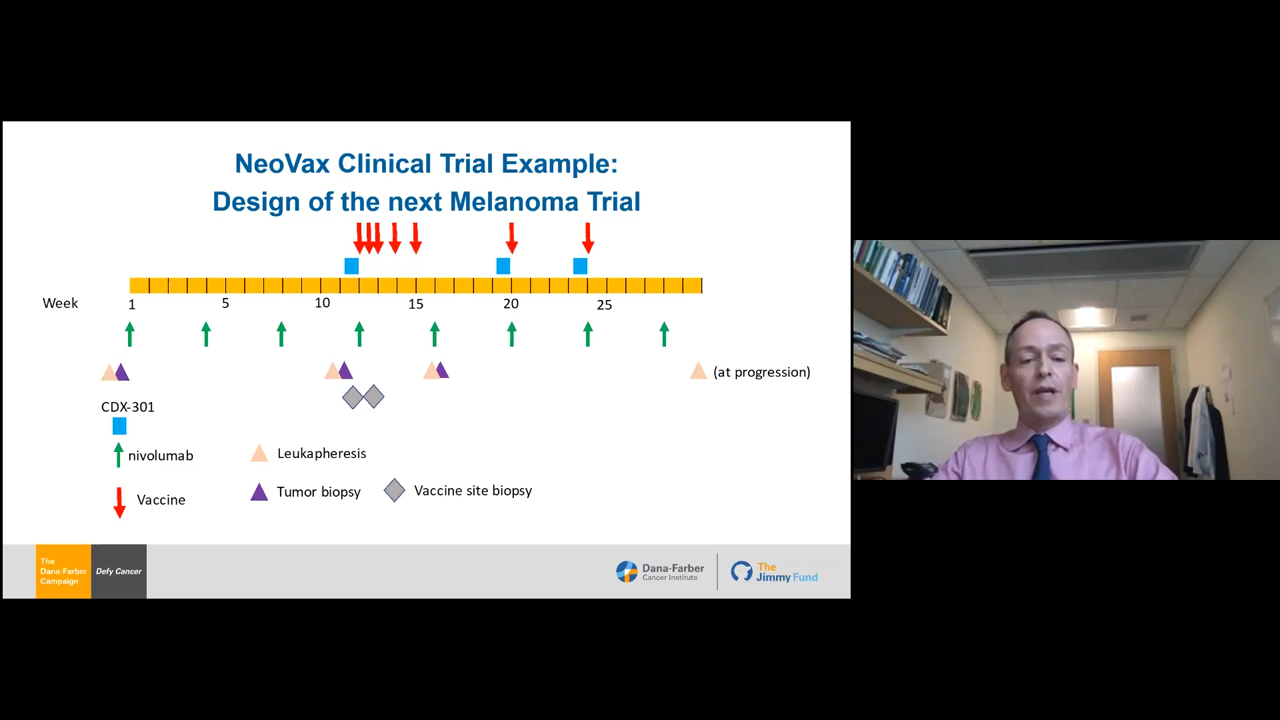 NeoVax Clinical Trial Example:
Design of the next Melanoma Trial
Week
1
5
10
15
20
25
(at progression)
CDX-301
nivolumab
Leukapheresis
Vaccine
Tumor biopsy
Vaccine site biopsy
The
Dana-Farber
Campaign
Defy Cancer
Dana-Farber
Cancer Institute
The
Jimmy Fund